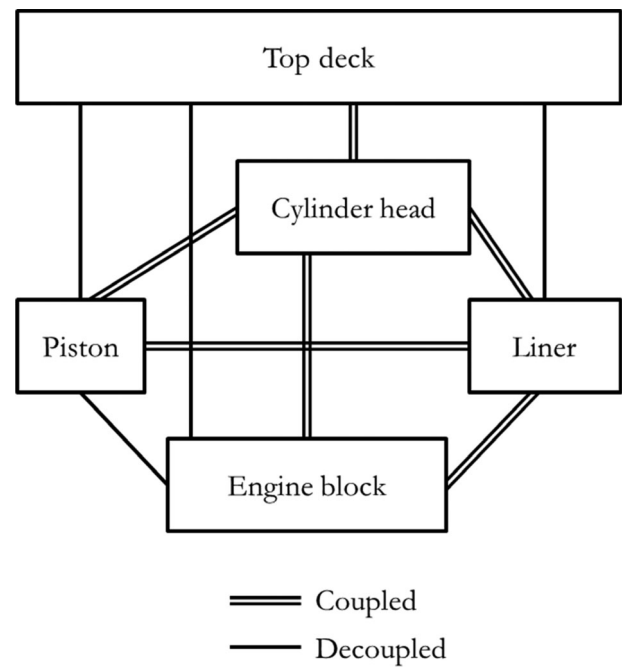 Top deck
Cylinder head
Piston
Liner
Engine block
Coupled
Decoupled